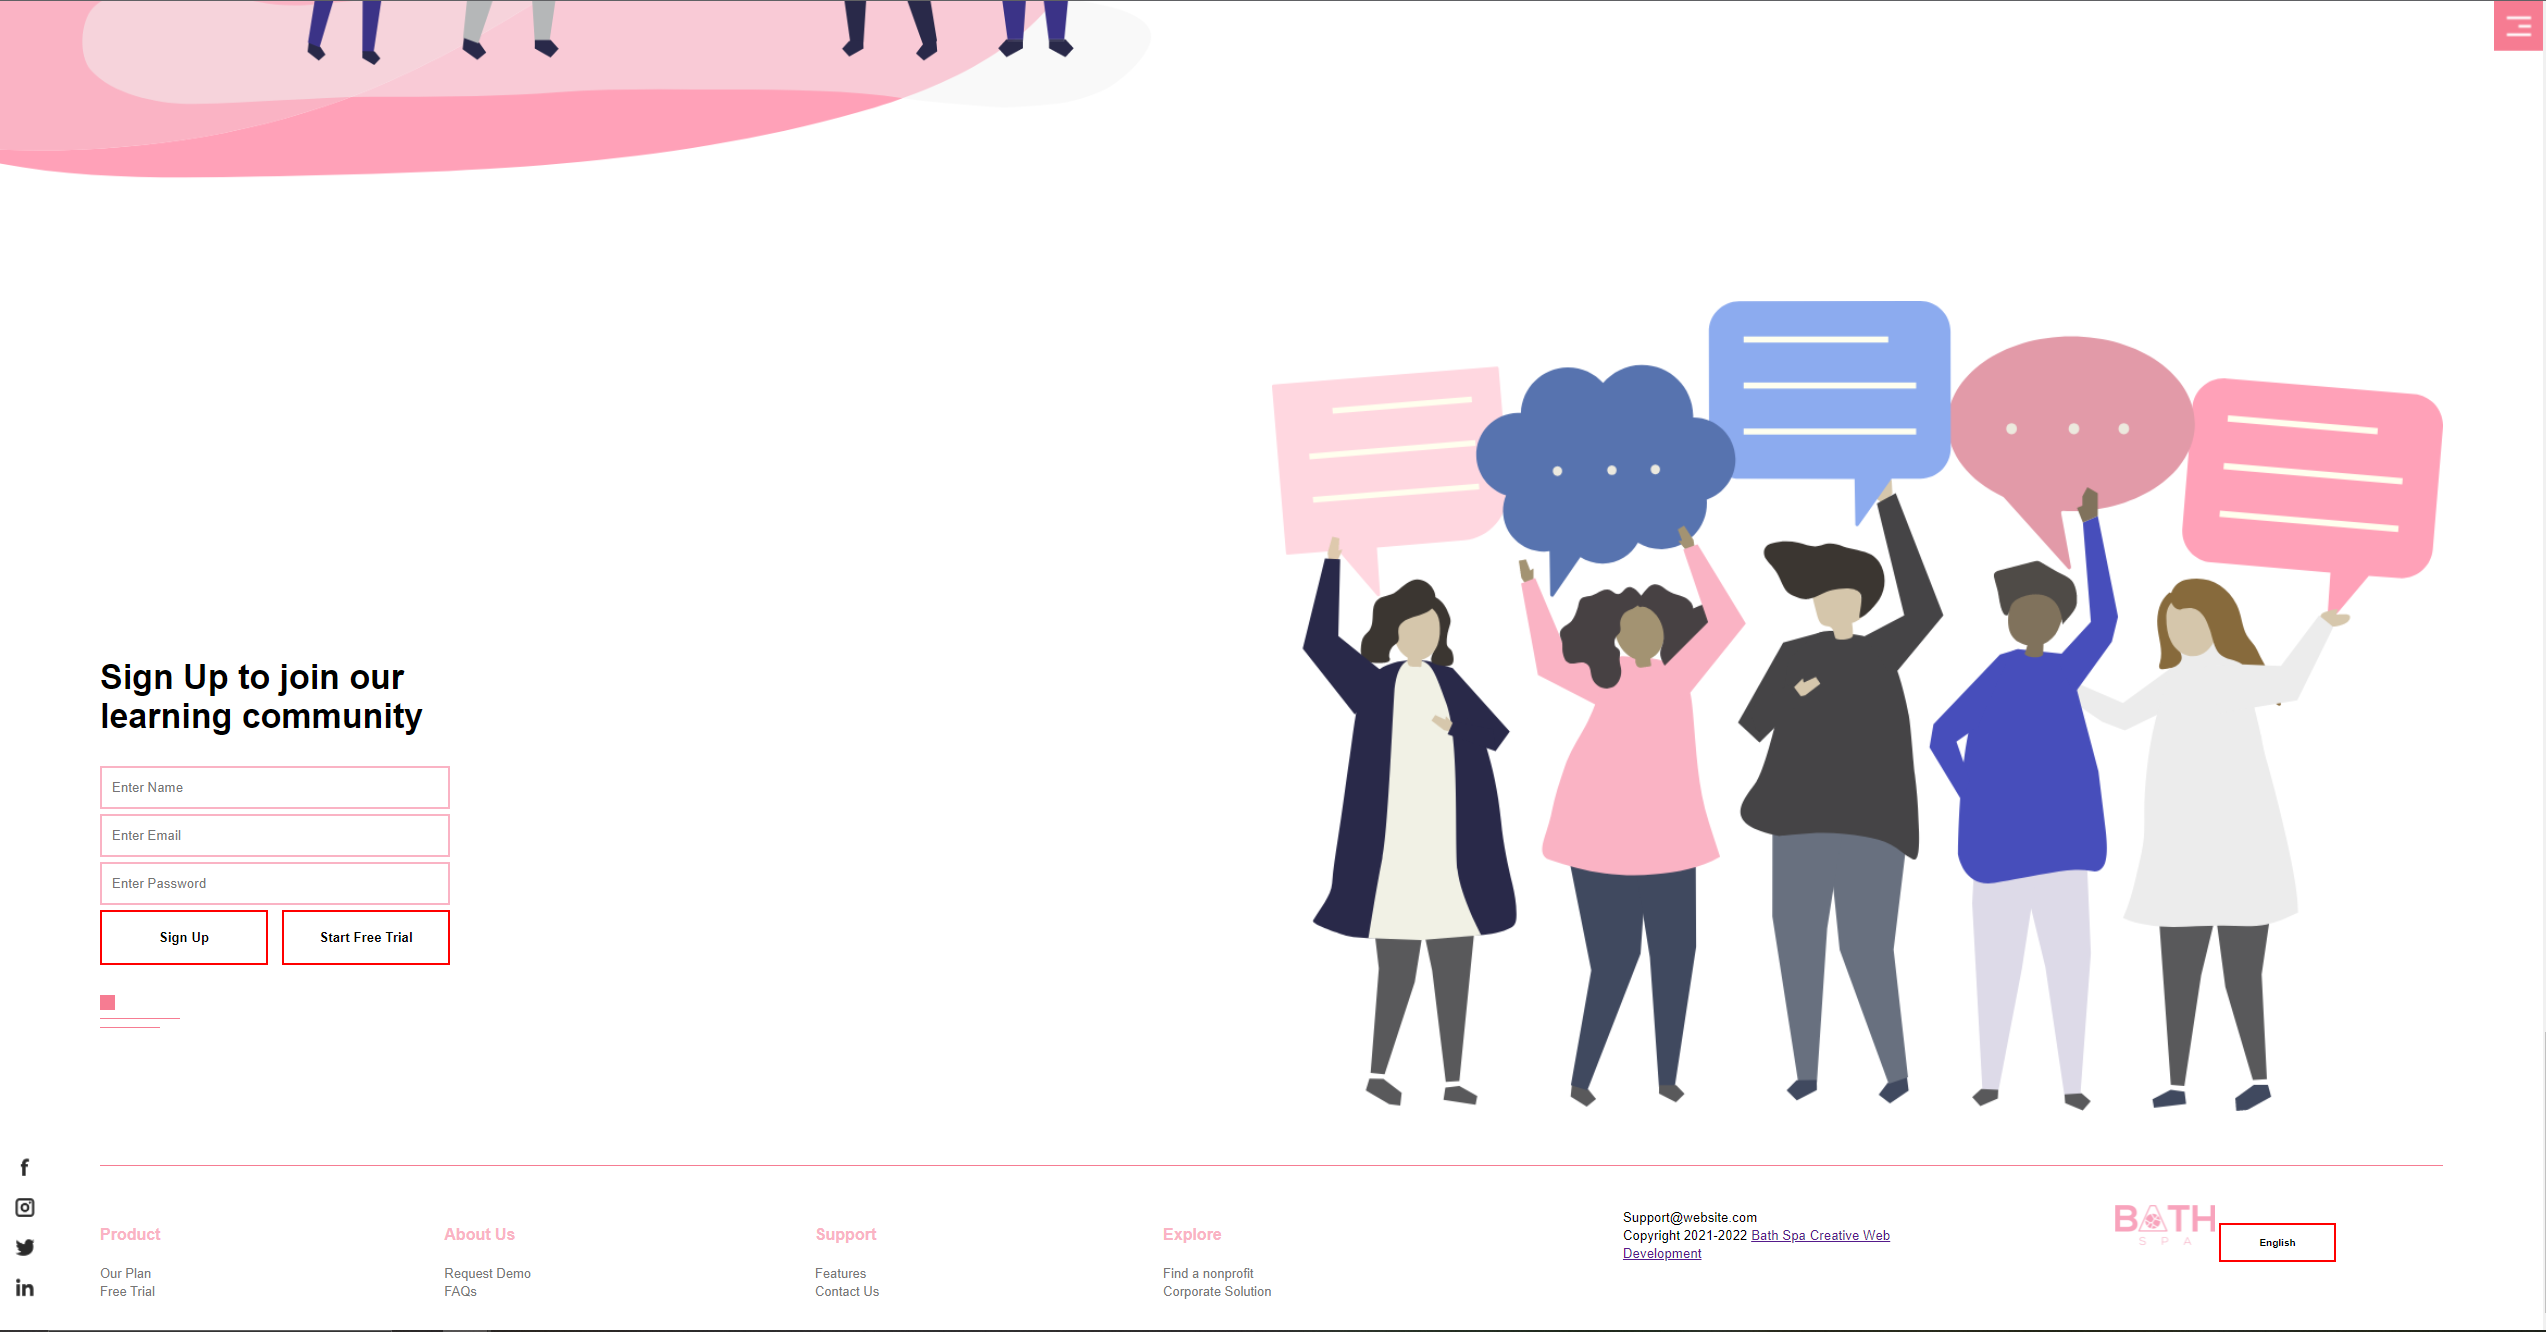 Sign Up to join our
learning community
Enter Name
Enter Email
Enter Password
Sign Up
Start Free Trial
Product
Our Plan
Free Trial
About Us
Request Demo
FAQs
Support
Features
Contact Us
Explore
Find a nonprofit
Corporate Solution
Support@website.com
Copyright 2021-2022 Bath Spa Creative Web
Development
BATH
SPA
English